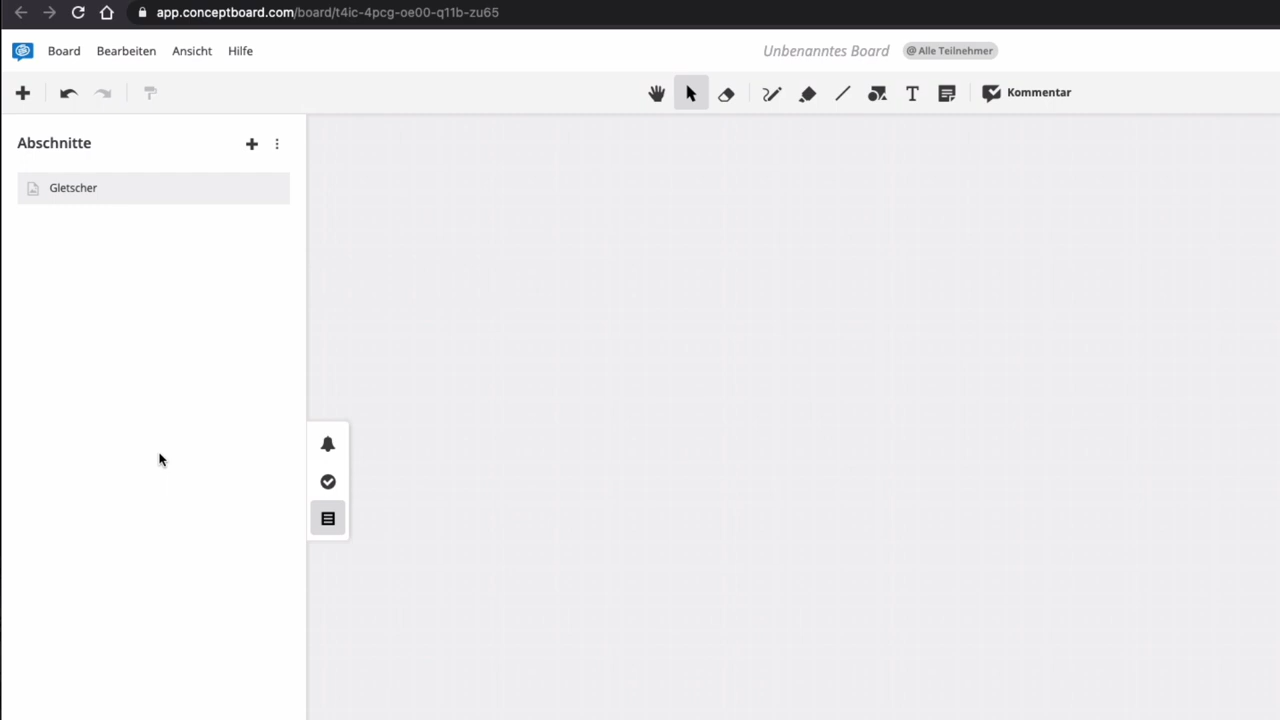 app.conceptboard.com/board/t4ic-4pcg-oe00-q11b-zu65
Board Bearbeiten Ansicht Hilfe
Unbenanntes Board @ Alle Teilnehmer
T Kommentar
Abschnitte
Gletscher